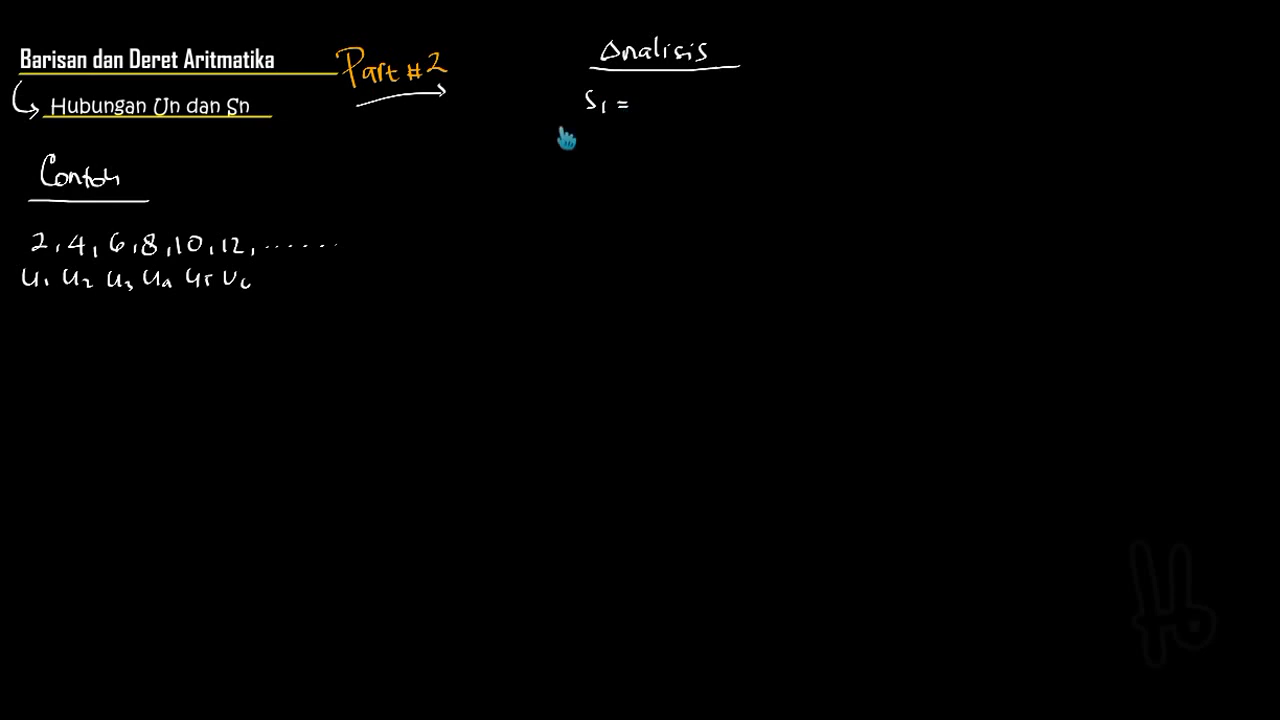 Barisan dan Deret Aritmatika
Part #2
Hubungan Un dan Sn
Contoh
2, 4, 6, 8, 10, 12, ......
U1 U2 U3 U4 U5 U6
Analisis
S1 =